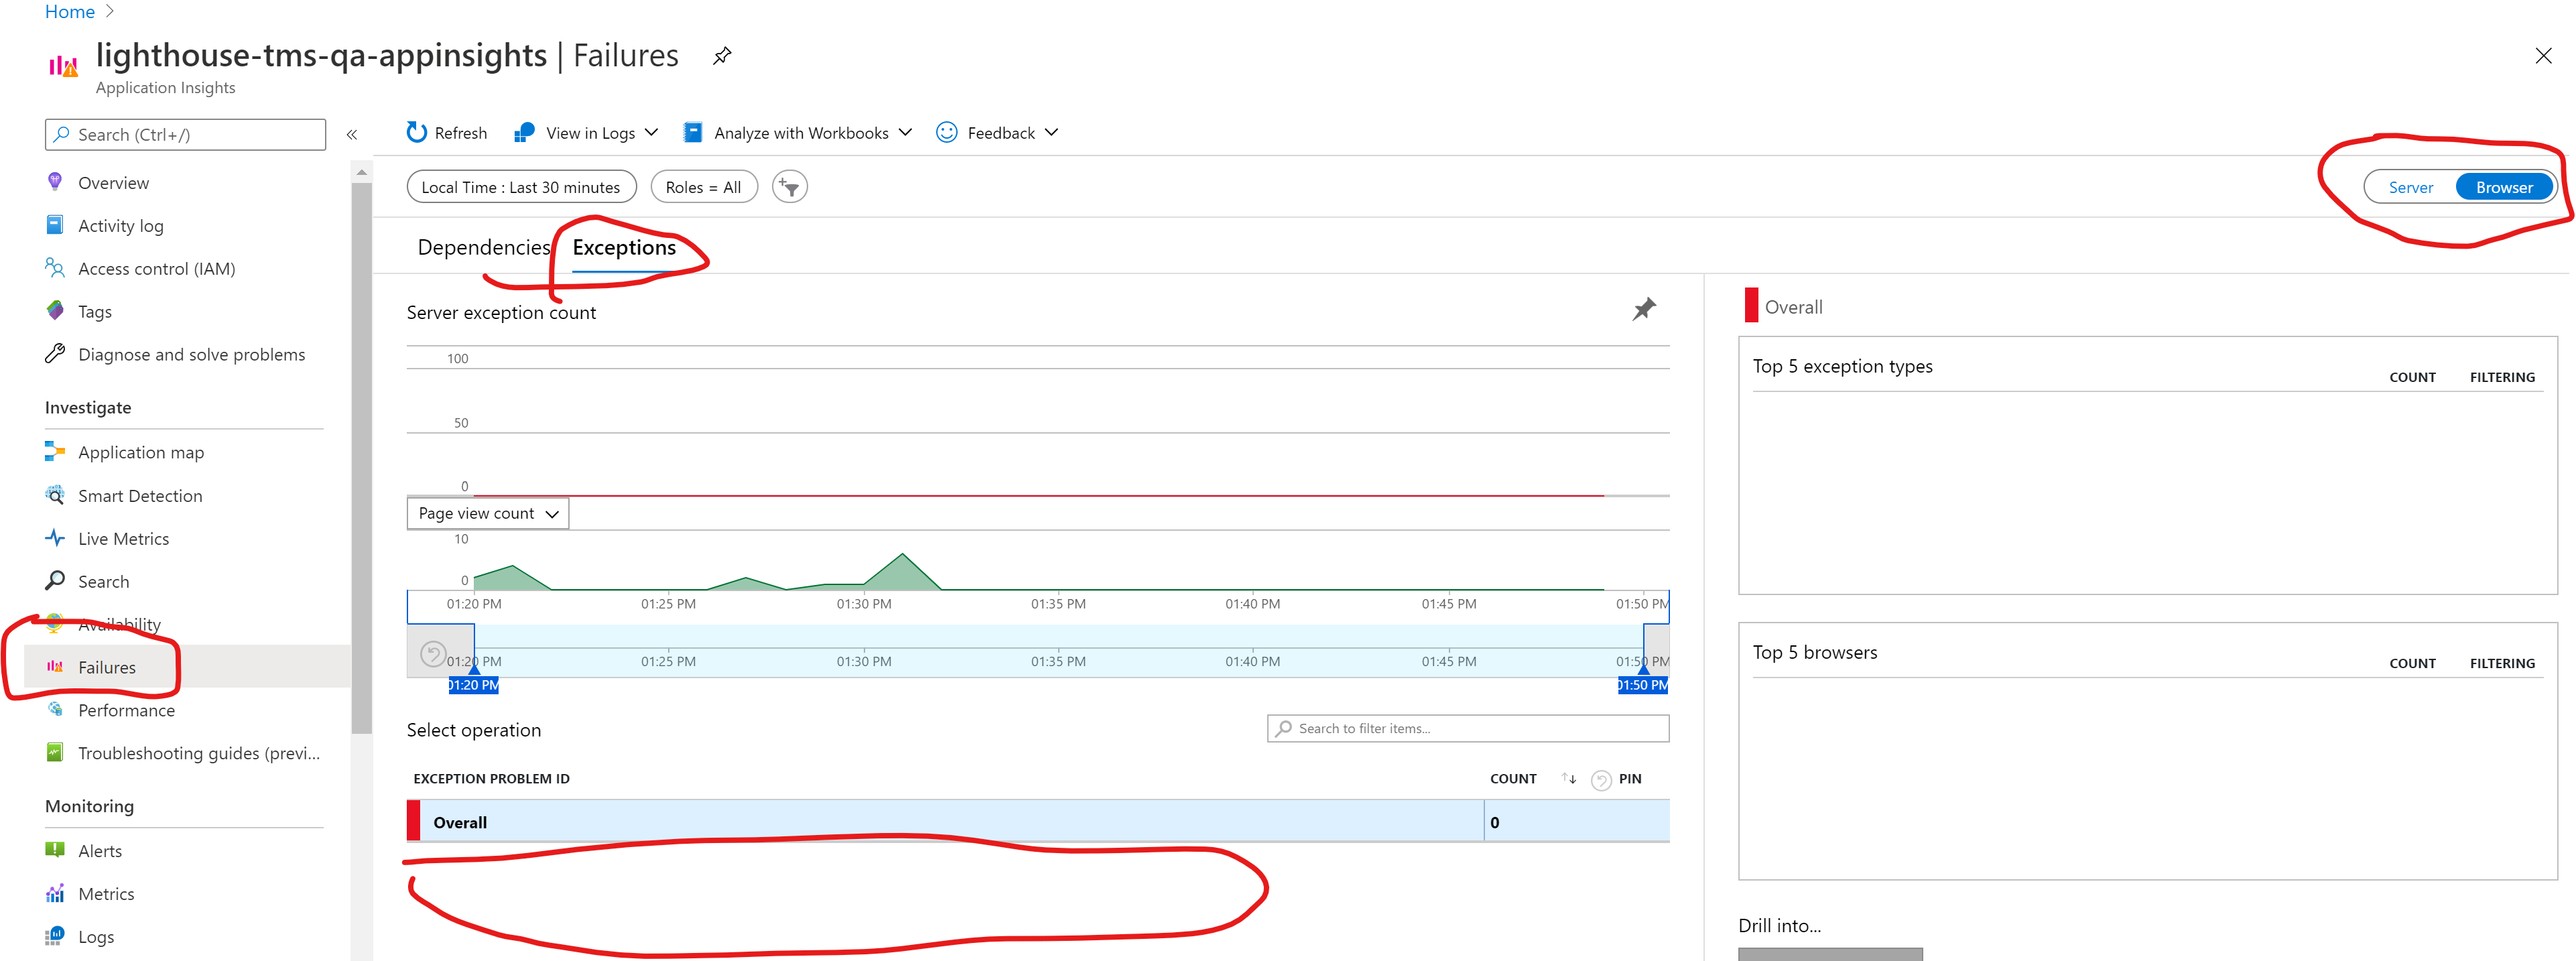 Home
lighthouse-tms-qa-appinsights | Failures
Application Insights
Search (Ctrl+/)
«
Refresh
View in Logs
Analyze with Workbooks
Feedback
Overview
Activity log
Access control (IAM)
Tags
Diagnose and solve problems
Investigate
Application map
Smart Detection
Live Metrics
Search
Availability
Failures
Performance
Troubleshooting guides (previ...
Monitoring
Alerts
Metrics
Logs
Local Time : Last 30 minutes
Roles = All
Server
Browser
Dependencies
Exceptions
Server exception count
100
50
0
Page view count
10
0
01:20 PM 01:25 PM 01:30 PM 01:35 PM 01:40 PM 01:45 PM 01:50 PM
01:20 PM 01:25 PM 01:30 PM 01:35 PM 01:40 PM 01:45 PM 01:50 PM
01:20 PM 01:50 PM
Select operation
Search to filter items...
EXCEPTION PROBLEM ID COUNT PIN
Overall 0
Overall
Top 5 exception types
COUNT FILTERING
Top 5 browsers
COUNT FILTERING
Drill into...